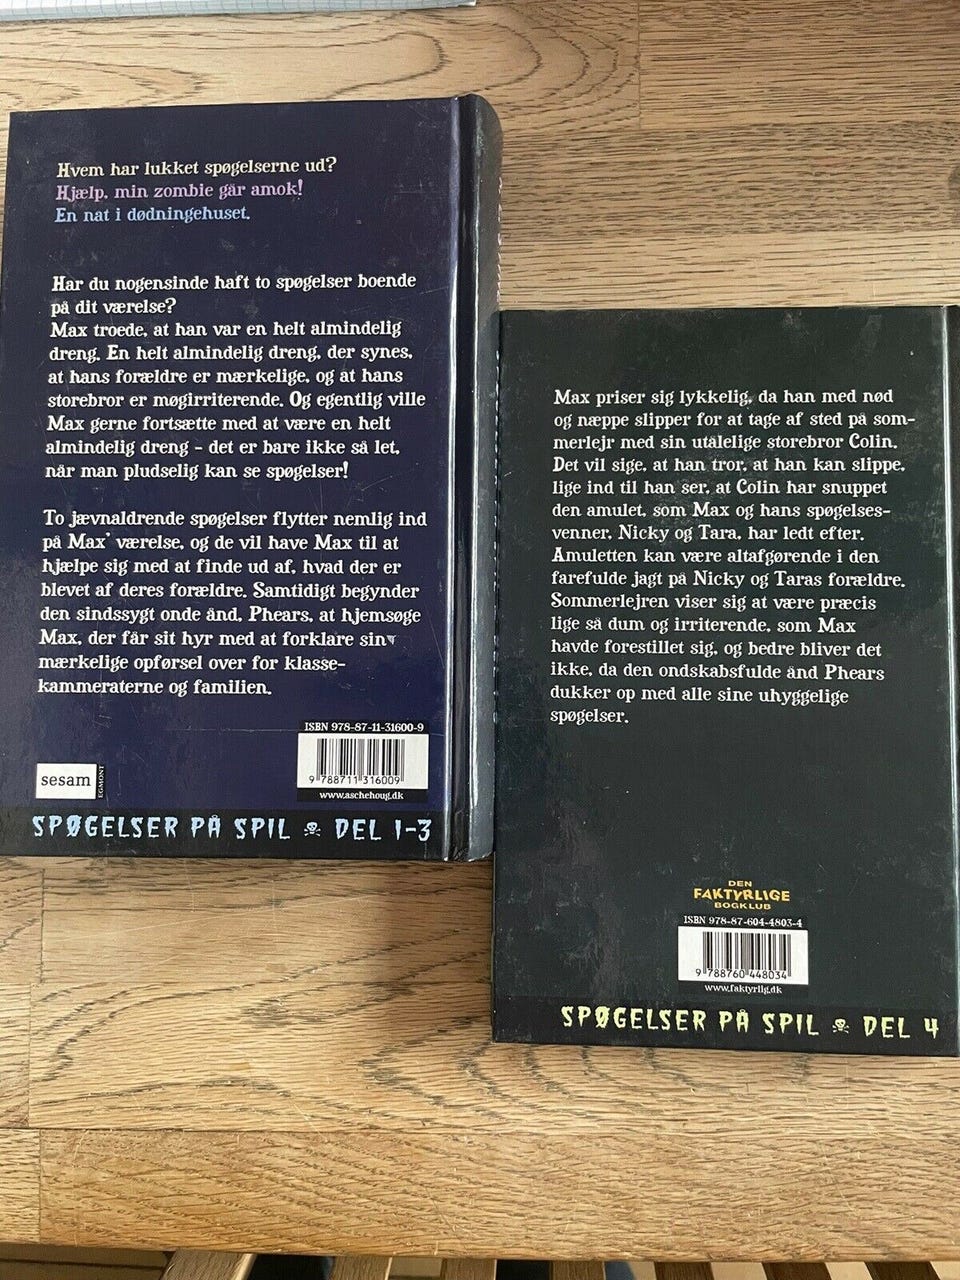 Hvem har lukket spøgelserne ud?
Hjælp, min zombie går amok!
En nat i dødningehuset.
Har du nogensinde haft to spøgelser boende
på dit værelse?
Max troede, at han var en helt almindelig
dreng. En helt almindelig dreng, der synes,
at hans forældre er mærkelige, og at hans
storebror er møgirriterende. Og egentlig ville
Max gerne fortsætte med at være en helt
almindelig dreng – det er bare ikke så let,
når man pludselig kan se spøgelser!
To jævnaldrende spøgelser flytter nemlig ind
på Max' værelse, og de vil have Max til at
hjælpe sig med at finde ud af, hvad der er
blevet af deres forældre. Samtidigt begynder
den sindssygt onde ånd, Phears, at hjemsøge
Max, der får sit hyr med at forklare sin
mærkelige opførsel over for klasse-
kammeraterne og familien.
ISBN 978-87-11-31600-9
9 788711 316009
www.aschehoug.dk
sesam
EGMONT
SPØGELSER PÅ SPIL DEL 1-3
Max priser sig lykkelig, da han med nød
og næppe slipper for at tage af sted på som-
merlejr med sin utålelige storebror Colin.
Det vil sige, at han tror, at han kan slippe,
lige ind til han ser, at Colin har snuppet
den amulet, som Max og hans spøgelses-
venner, Nicky og Tara, har ledt efter.
Amuletten kan være altafgørende i den
farefulde jagt på Nicky og Taras forældre.
Sommerlejren viser sig at være præcis
lige så dum og irriterende, som Max
havde forestillet sig, og bedre bliver det
ikke, da den ondskabsfulde ånd Phears
dukker op med alle sine uhyggelige
spøgelser.
DEN
FAKTYRLIGE
BOGKLUB
ISBN 978-87-604-4803-4
9 788760 448034
www.faktyrlig.dk
SPØGELSER PÅ SPIL DEL 4